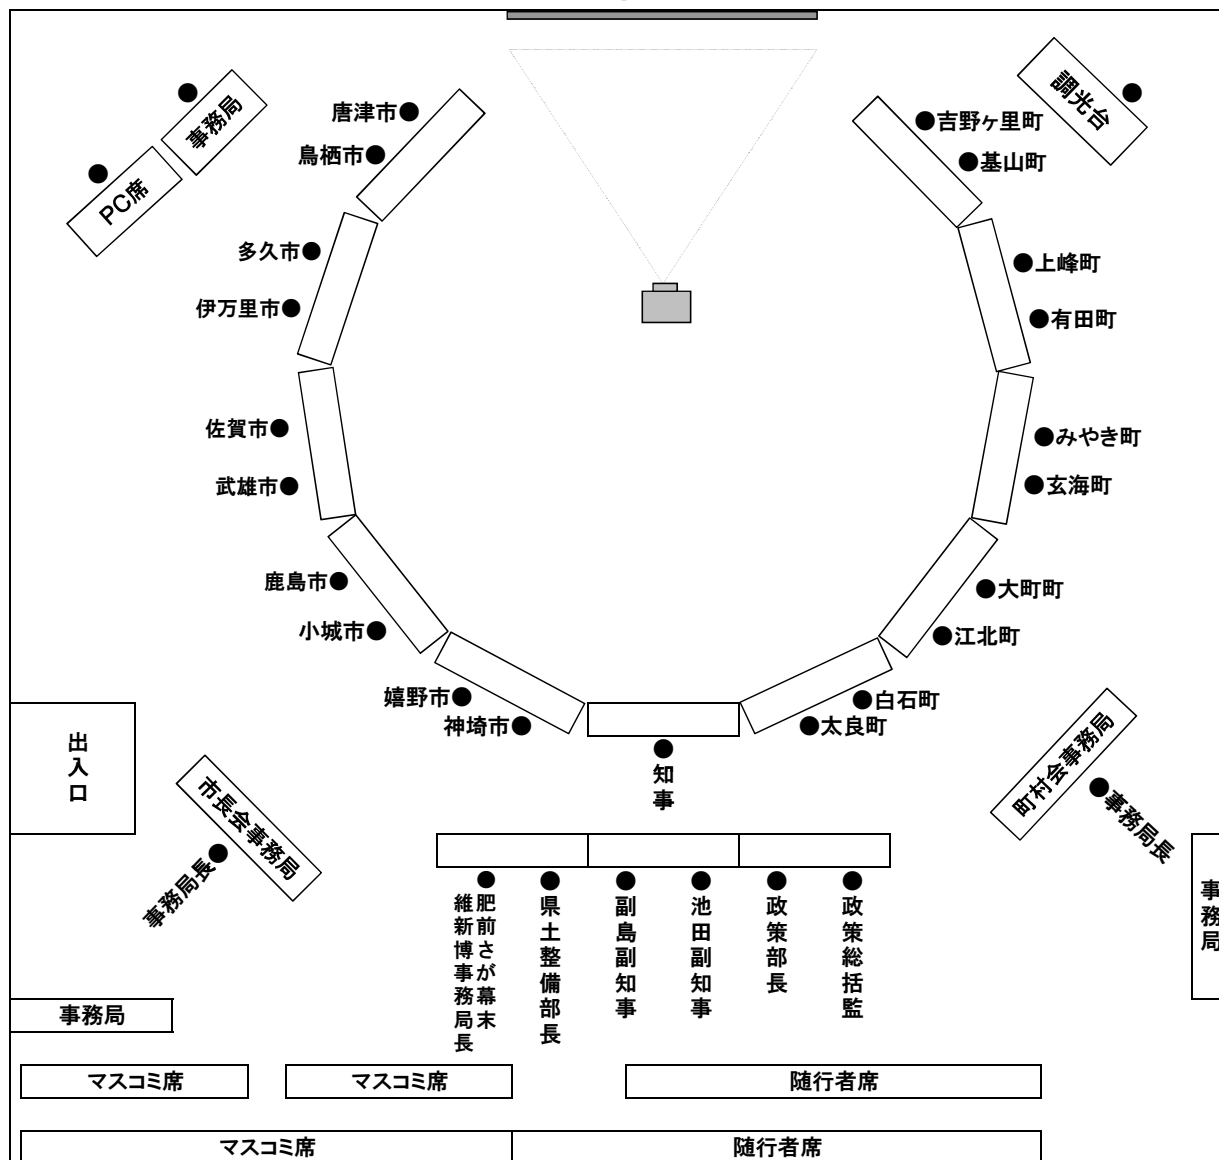 唐津市
鳥栖市
事務局
PC席
多久市
伊万里市
佐賀市
武雄市
鹿島市
小城市
嬉野市
神埼市
知事
太良町
白石町
江北町
大町町
玄海町
みやき町
有田町
上峰町
基山町
吉野ヶ里町
調光台
出入口
市長会事務局
事務局長
町村会事務局
事務局長
事務局
肥前さが幕末
維新博事務局長
県土整備部長
副島副知事
池田副知事
政策部長
政策総括監
事務局
マスコミ席
マスコミ席
随行者席
マスコミ席
随行者席